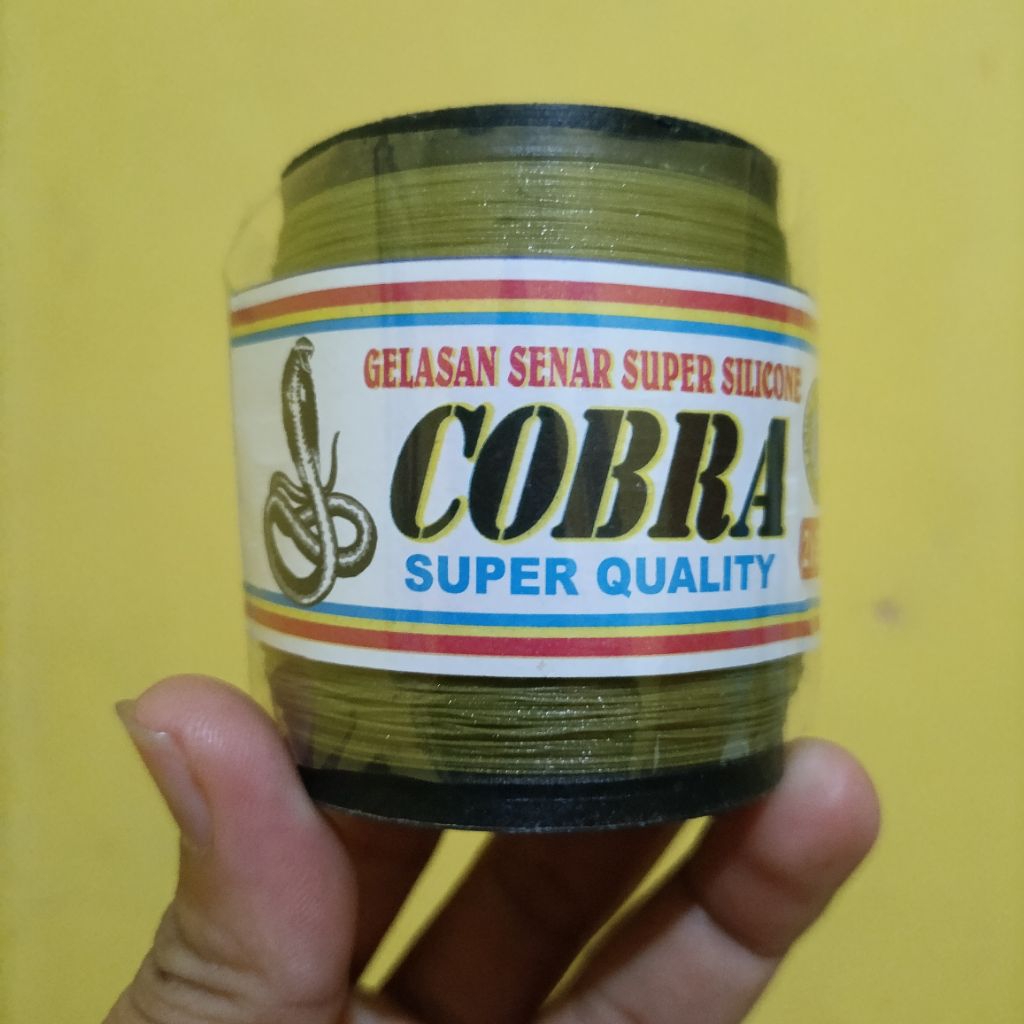 GELASAN SENAR SUPER SILICONE
COBRA
SUPER QUALITY